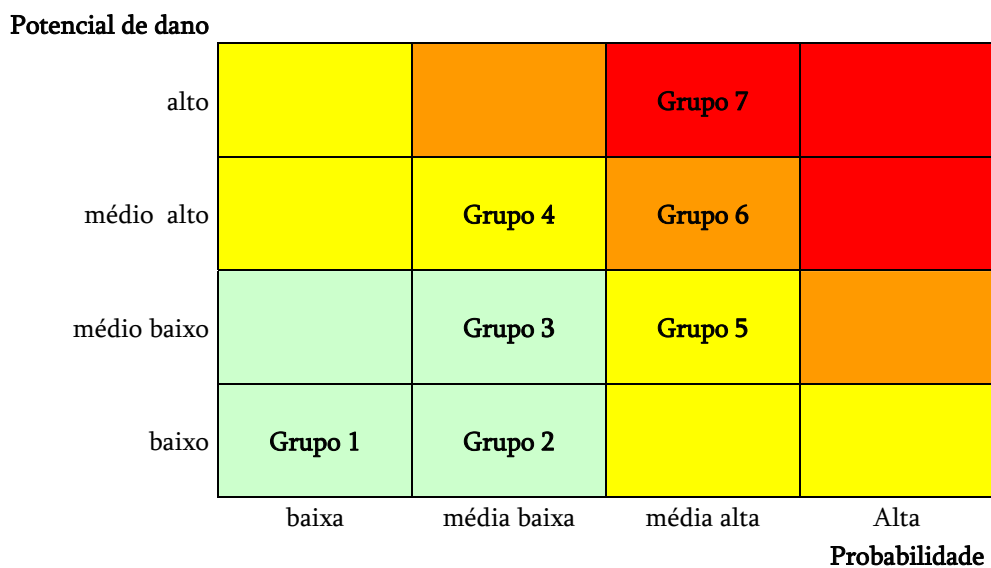 Potencial de dano
alto
Grupo 7
médio alto
Grupo 4
Grupo 6
médio baixo
Grupo 3
Grupo 5
baixo
Grupo 1
Grupo 2
baixa
média baixa
média alta
Alta
Probabilidade